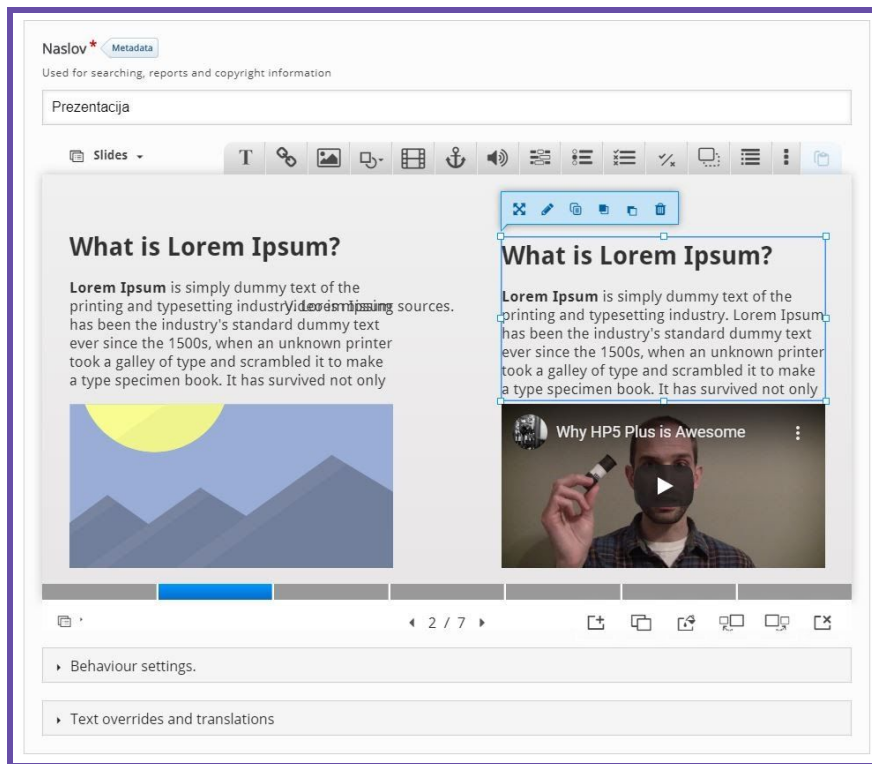 Naslov *
Metadata
Used for searching, reports and copyright information
Prezentacija
Slides
T
What is Lorem Ipsum?
Lorem Ipsum is simply dummy text of the
printing and typesetting industry. Lorem Ipsum
Video is missing sources.
has been the industry's standard dummy text
ever since the 1500s, when an unknown printer
took a galley of type and scrambled it to make
a type specimen book. It has survived not only
What is Lorem Ipsum?
Lorem Ipsum is simply dummy text of the
printing and typesetting industry. Lorem Ipsum
has been the industry's standard dummy text
ever since the 1500s, when an unknown printer
took a galley of type and scrambled it to make
a type specimen book. It has survived not only
Why HP5 Plus is Awesome
2 / 7
Behaviour settings.
Text overrides and translations